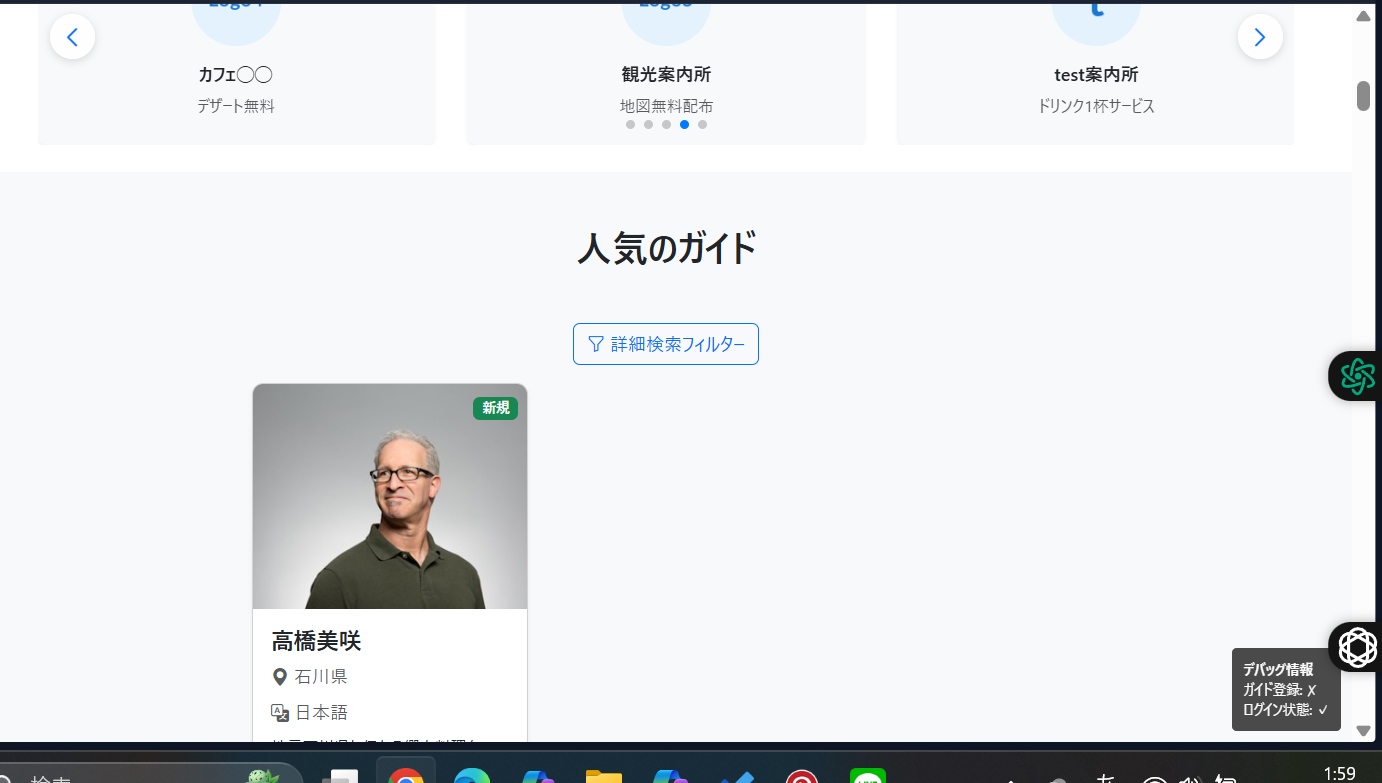 カフェ〇〇
デザート無料
観光案内所
地図無料配布
test案内所
ドリンク1杯サービス
人気のガイド
詳細検索フィルター
新規
高橋美咲
石川県
日本語
デバッグ情報
ガイド登録: ✗
ログイン状態: ✓
検索
あ
1:59